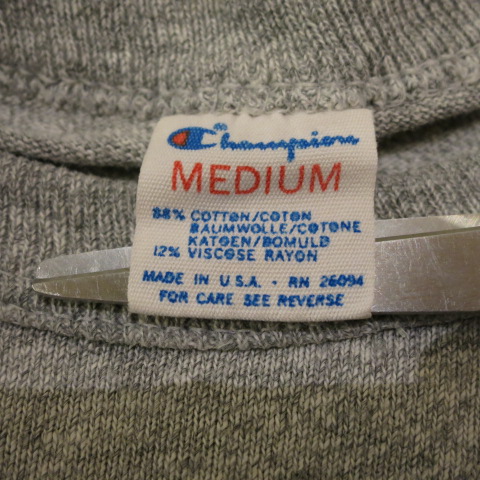 Champion
MEDIUM
88% COTTON/COTON
BAUMWOLLE/COTONE
KATOEN/BOMULD
12% VISCOSE RAYON
MADE IN U.S.A. - RN 26094
FOR CARE SEE REVERSE